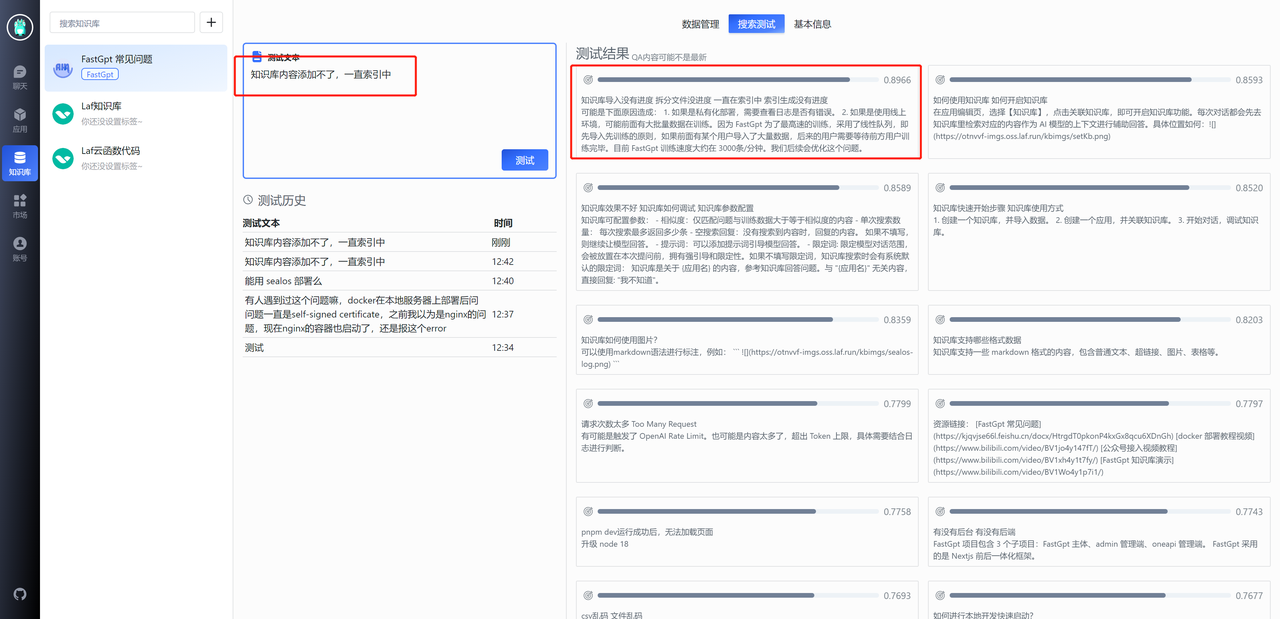 搜索知识库
聊天
应用
知识库
市场
账号
FastGpt 常见问题
FastGpt
Laf知识库
你还没设置标签~
Laf云函数代码
你还没设置标签~
数据管理
搜索测试
基本信息
测试文本
知识库内容添加不了，一直索引中
测试
测试历史
测试文本 时间
知识库内容添加不了，一直索引中 刚刚
知识库内容添加不了，一直索引中 12:42
能用 sealos 部署么 12:40
有人遇到过这个问题嘛，docker在本地服务器上部署后问
问题一直是self-signed certificate，之前我以为是nginx的问 12:37
题，现在nginx的容器也启动了，还是报这个error
测试 12:34
测试结果 QA内容可能不是最新
0.8966
知识库导入没有进度 拆分文件没进度 一直在索引中 索引生成没有进度
可能是下面原因造成： 1. 如果是私有化部署，需要查看日志是否有错误。 2. 如果是使用线上
环境，可能前面有大批量数据在训练。因为 FastGpt 为了最高速的训练，采用了线性队列，即
先导入先训练的原则，如果前面有某个用户导入了大量数据，后来的用户需要等待前方用户训
练完毕。目前 FastGpt 训练速度大约在 3000条/分钟。我们后续会优化这个问题。
0.8593
如何使用知识库 如何开启知识库
在应用编辑页，选择【知识库】，点击关联知识库，即可开启知识库功能。每次对话都会先去
知识库里检索对应的内容作为 AI 模型的上下文进行辅助回答。具体位置如何：![]
(https://otnvvf-imgs.oss.laf.run/kbimgs/setKb.png)
0.8589
知识库效果不好 知识库如何调试 知识库参数配置
知识库可配置参数： - 相似度：仅匹配问题与训练数据大于等于相似度的内容 - 单次搜索数
量： 每次搜索最多返回多少条 - 空搜索回复：没有搜索到内容时，回复的内容。 如果不填写，
则继续让模型回答。 - 提示词：可以添加提示词引导模型回答。 - 限定词: 限定模型对话范围，
会被放置在本次提问前，拥有强引导和限定性。如果不填写限定词，知识库搜索时会有系统默
认的限定词： 知识库是关于 {应用名} 的内容，参考知识库回答问题。与 "{应用名}" 无关内容，
直接回复: "我不知道"。
0.8520
知识库快速开始步骤 知识库使用方式
1. 创建一个知识库，并导入数据。 2. 创建一个应用，并关联知识库。 3. 开始对话，调试知识
库。
0.8359
知识库如何使用图片?
可以使用markdown语法进行标注，例如： ``` ![](https://otnvvf-imgs.oss.laf.run/kbimgs/sealos-
log.png) ```
0.8203
知识库支持哪些格式数据
知识库支持一些 markdown 格式的内容，包含普通文本、超链接、图片、表格等。
0.7799
请求次数太多 Too Many Request
有可能是触发了 OpenAI Rate Limit。也可能是内容太多了，超出 Token 上限，具体需要结合日
志进行判断。
0.7797
资源链接： [FastGpt 常见问题]
(https://kjqvjse66l.feishu.cn/docx/HtrgdT0pkonP4kxGx8qcu6XDnGh) [docker 部署教程视频]
(https://www.bilibili.com/video/BV1jo4y147fT/) [公众号接入视频教程]
(https://www.bilibili.com/video/BV1xh4y1t7fy/) [FastGpt 知识库演示]
(https://www.bilibili.com/video/BV1Wo4y1p7i1/)
0.7758
pnpm dev运行成功后，无法加载页面
升级 node 18
0.7743
有没有后台 有没有后端
FastGpt 项目包含 3 个子项目：FastGpt 主体、admin 管理端、oneapi 管理端。 FastGpt 采用
的是 Nextjs 前后一体化框架。
0.7693
csv乱码 文件乱码
0.7677
如何进行本地开发快速启动?